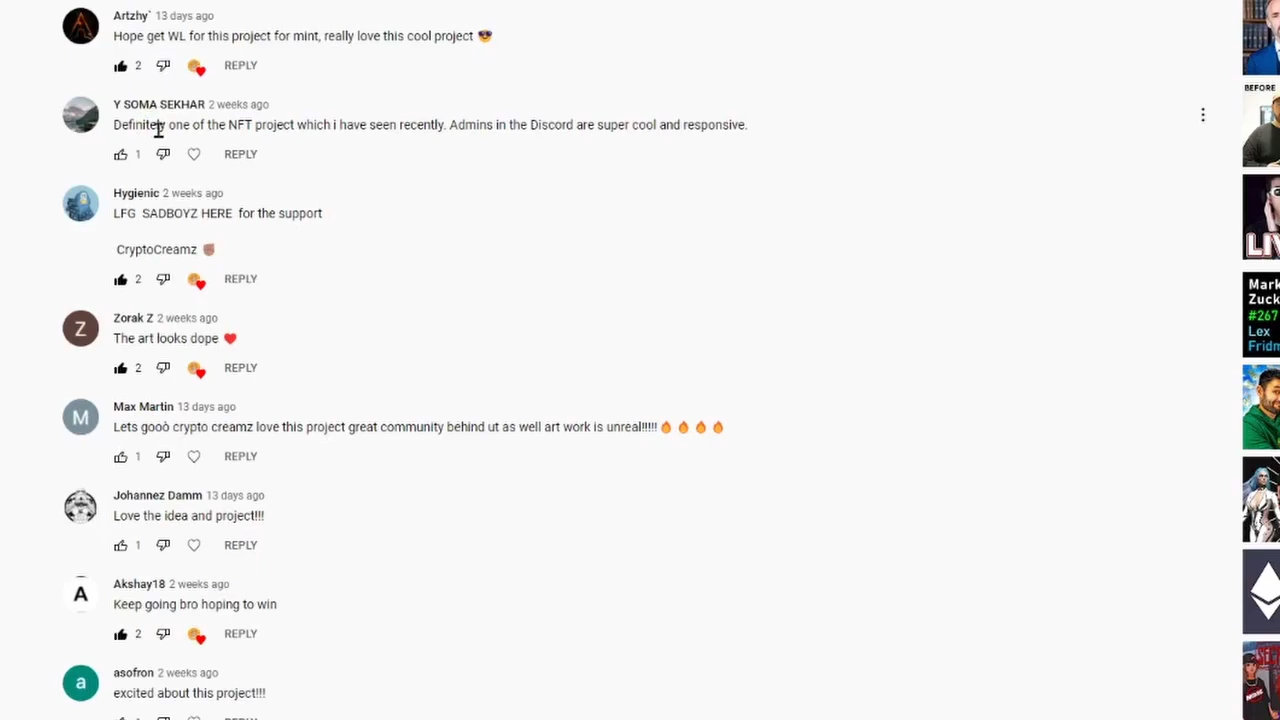 Artzhy` 13 days ago
Hope get WL for this project for mint, really love this cool project 😎
2 REPLY
Y SOMA SEKHAR 2 weeks ago
Definitely one of the NFT project which i have seen recently. Admins in the Discord are super cool and responsive.
1 REPLY
Hygienic 2 weeks ago
LFG SADBOYZ HERE for the support
CryptoCreamz ✊🏽
2 REPLY
Zorak Z 2 weeks ago
The art looks dope ♥️
2 REPLY
Max Martin 13 days ago
Lets gooò crypto creamz love this project great community behind ut as well art work is unreal!!!!! 🔥 🔥 🔥 🔥
1 REPLY
Johannez Damm 13 days ago
Love the idea and project!!!
1 REPLY
Akshay18 2 weeks ago
Keep going bro hoping to win
2 REPLY
asofron 2 weeks ago
excited about this project!!!
BEFORE
Mark
Zuck
#267
Lex
Fridm